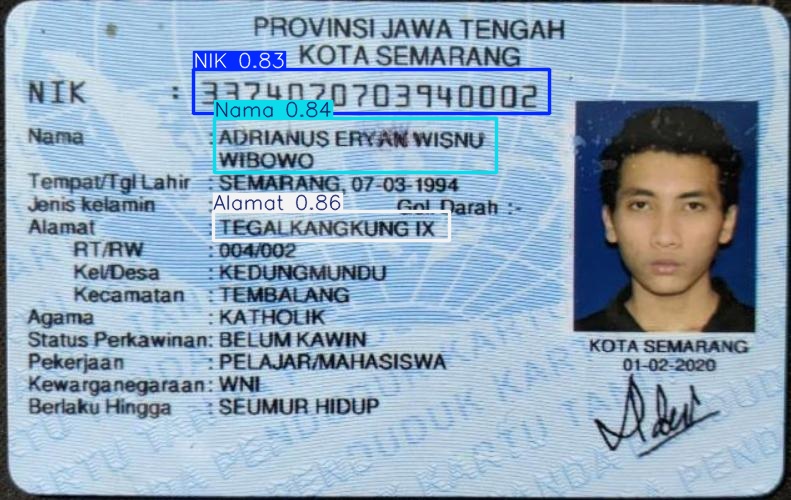 PROVINSI JAWA TENGAH
KOTA SEMARANG
NIK 0.83
NIK : 3374070703940002
Nama 0.84
Nama : ADRIANUS ERYAN WISNU
WIBOWO
Tempat/Tgl Lahir : SEMARANG, 07-03-1994
Alamat 0.86
Jenis kelamin : Gol. Darah :-
Alamat : TEGALKANGKUNG IX
RT/RW : 004/002
Kel/Desa : KEDUNGMUNDU
Kecamatan : TEMBALANG
Agama : KATHOLIK
Status Perkawinan: BELUM KAWIN
Pekerjaan : PELAJAR/MAHASISWA
Kewarganegaraan: WNI
Berlaku Hingga : SEUMUR HIDUP
KOTA SEMARANG
01-02-2020